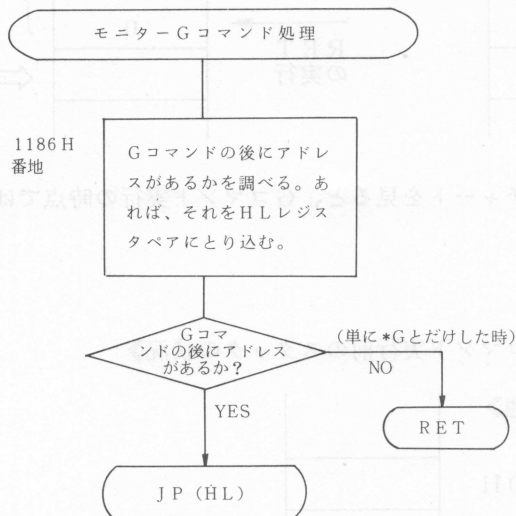 モニターGコマンド処理
1186H
番地
Gコマンドの後にアドレ
スがあるかを調べる。あ
れば、それをHLレジス
タペアにとり込む。
Gコマ
ンドの後にアドレス
があるか?
(単に*Gとだけした時)
NO
YES
RET
JP(HL)